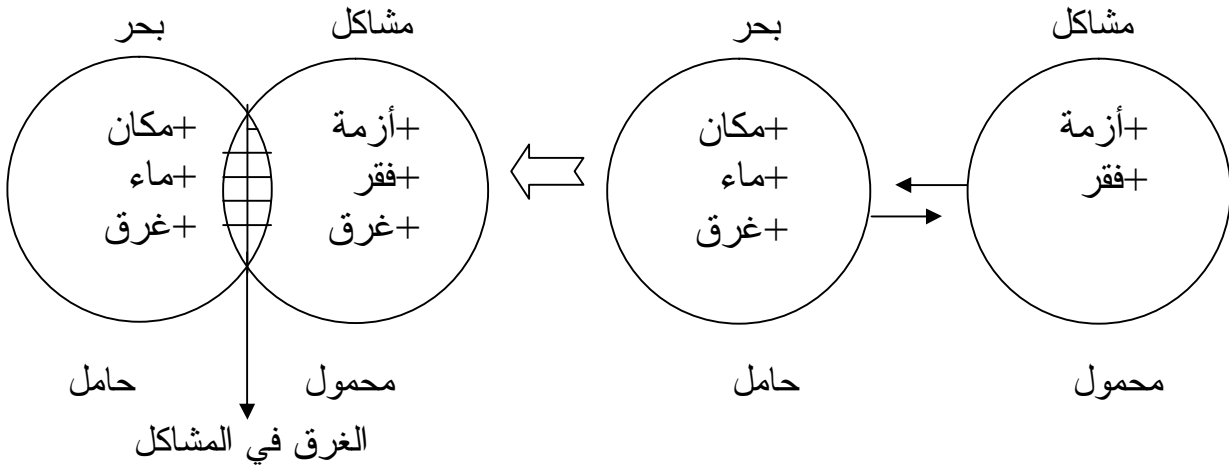 مشاكل
+أزمة
+فقر
محمول
بحر
+مكان
+ماء
+غرق
حامل
مشاكل
+أزمة
+فقر
+غرق
محمول
بحر
+مكان
+ماء
+غرق
حامل
الغرق في المشاكل